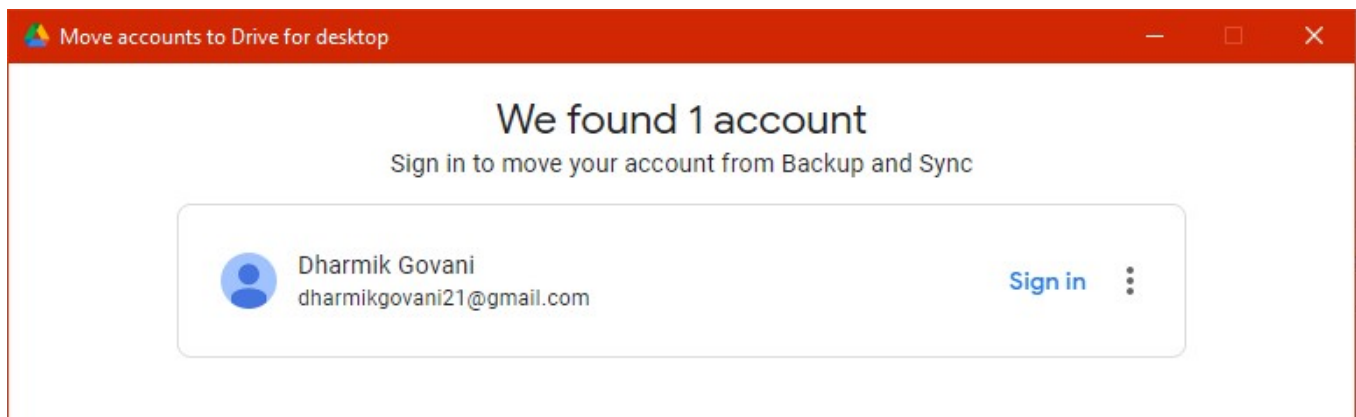 Move accounts to Drive for desktop
We found 1 account
Sign in to move your account from Backup and Sync
Dharmik Govani
dharmikgovani21@gmail.com
Sign in